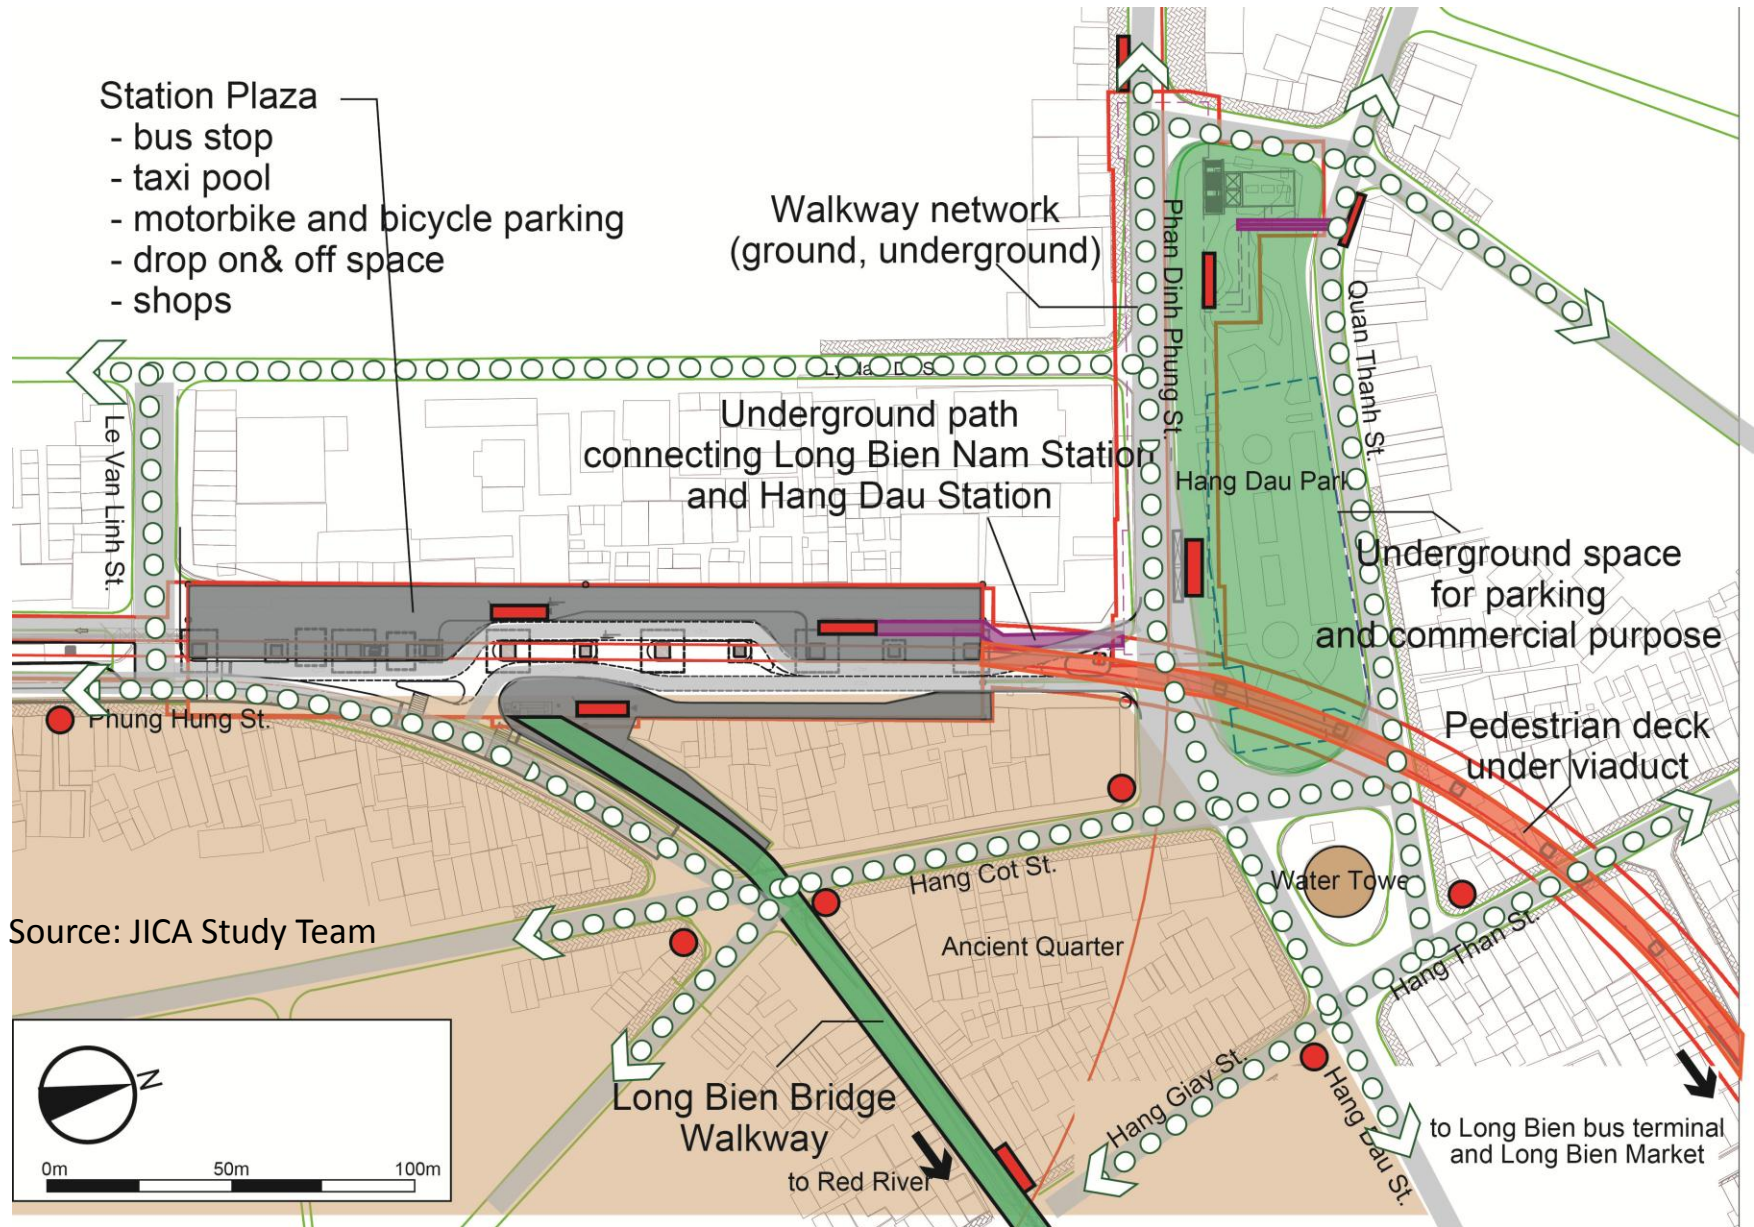 Station Plaza
- bus stop
- taxi pool
- motorbike and bicycle parking
- drop on& off space
- shops
Walkway network
(ground, underground)
Phan Dinh Phung St.
Quan Thanh St.
Le Van Linh St.
Underground path
connecting Long Bien Nam Station
and Hang Dau Station
Hang Dau Park
Underground space
for parking
and commercial purpose
Phung Hung St.
Pedestrian deck
under viaduct
Hang Cot St.
Water Towe
Source: JICA Study Team
Ancient Quarter
Hang Than St.
Long Bien Bridge
Walkway
to Red River
Hang Giay St.
Hang Dau St.
to Long Bien bus terminal
and Long Bien Market
N
0m 50m 100m